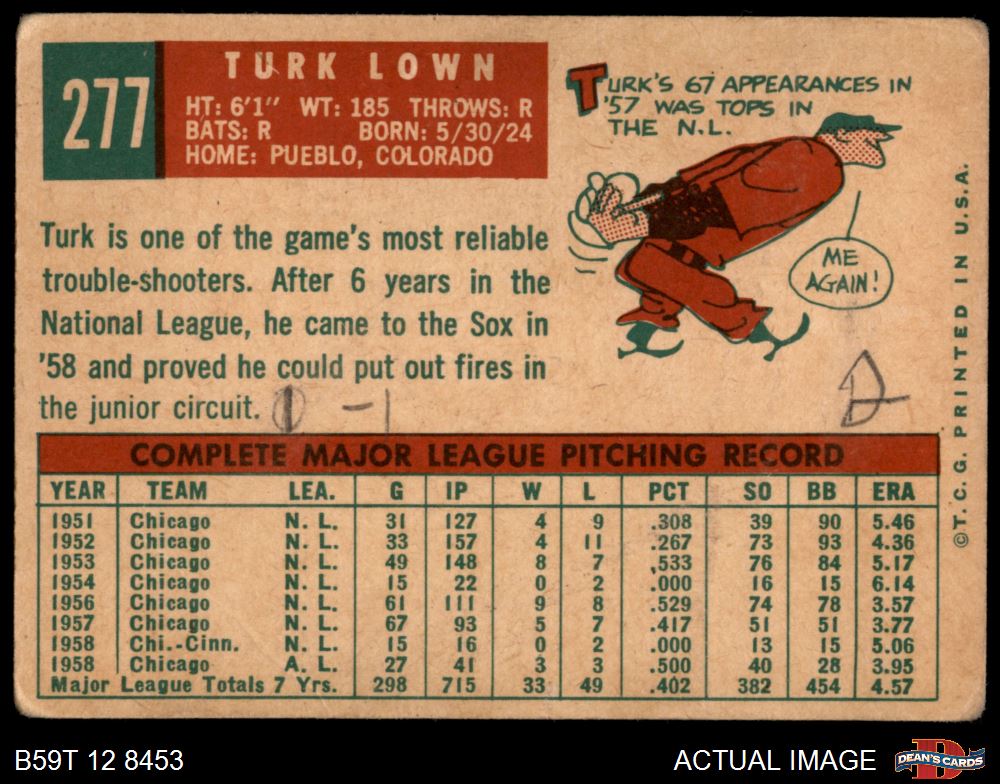 277
TURK LOWN
HT: 6'1" WT: 185 THROWS: R
BATS: R BORN: 5/30/24
HOME: PUEBLO, COLORADO
TURK'S 67 APPEARANCES IN
'57 WAS TOPS IN
THE N.L.
ME
AGAIN!
Turk is one of the game's most reliable
trouble-shooters. After 6 years in the
National League, he came to the Sox in
'58 and proved he could put out fires in
the junior circuit.
- 1
COMPLETE MAJOR LEAGUE PITCHING RECORD
YEAR TEAM LEA. G IP W L PCT SO BB ERA
1951 Chicago N. L. 31 127 4 9 .308 39 90 5.46
1952 Chicago N. L. 33 157 4 11 .267 73 93 4.36
1953 Chicago N. L. 49 148 8 7 .533 76 84 5.17
1954 Chicago N. L. 15 22 0 2 .000 16 15 6.14
1956 Chicago N. L. 61 111 9 8 .529 74 78 3.57
1957 Chicago N. L. 67 93 5 7 .417 51 51 3.77
1958 Chi.-Cinn. N. L. 15 16 0 2 .000 13 15 5.06
1958 Chicago A. L. 27 41 3 3 .500 40 28 3.95
Major League Totals 7 Yrs. 298 715 33 49 .402 382 454 4.57
©T. C. G. PRINTED IN U.S.A.
B59T 12 8453
ACTUAL IMAGE
DEAN'S CARDS